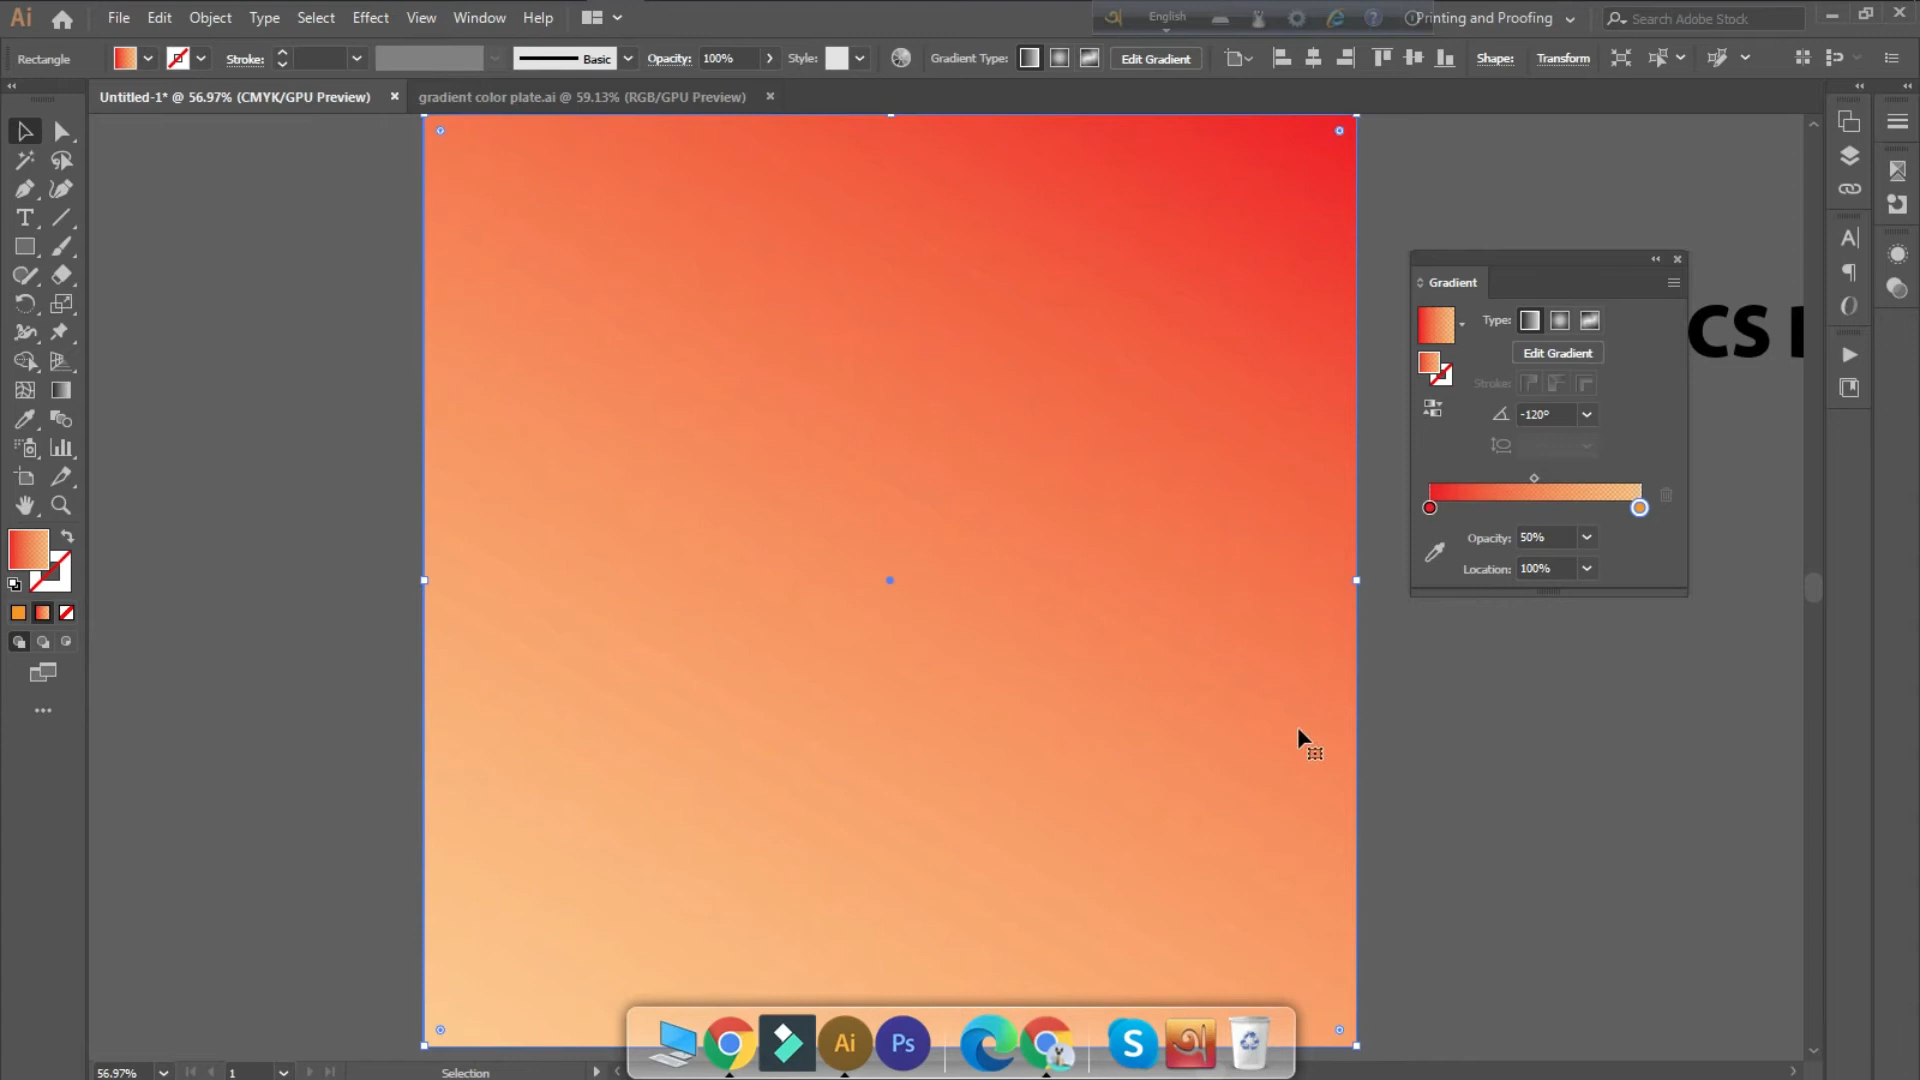 Ai File Edit Object Type Select Effect View Window Help English Printing and Proofing Search Adobe Stock
Rectangle Stroke: Basic Opacity: 100% Style: Gradient Type: Edit Gradient Shape: Transform
Untitled-1* @ 56.97% (CMYK/GPU Preview) gradient color plate.ai @ 59.13% (RGB/GPU Preview)
Gradient
Type:
CS
Edit Gradient
Stroke:
-120°
Opacity: 50%
Location: 100%
Ai Ps S অ
56.97% 1 Selection